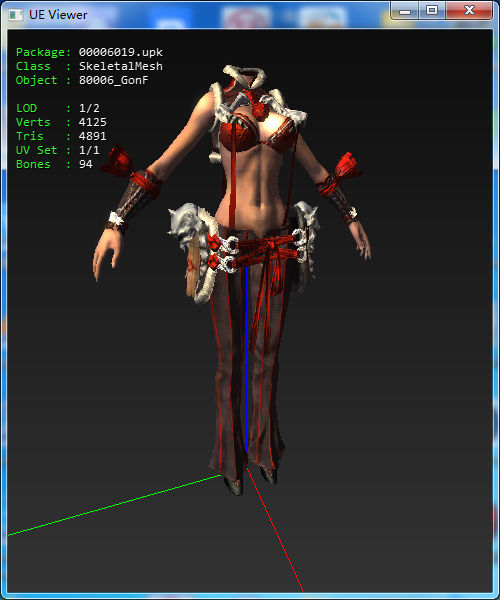 UE Viewer
Package: 00006019.upk
Class : SkeletalMesh
Object : 80006_GonF
LOD : 1/2
Verts : 4125
Tris : 4891
UV Set : 1/1
Bones : 94